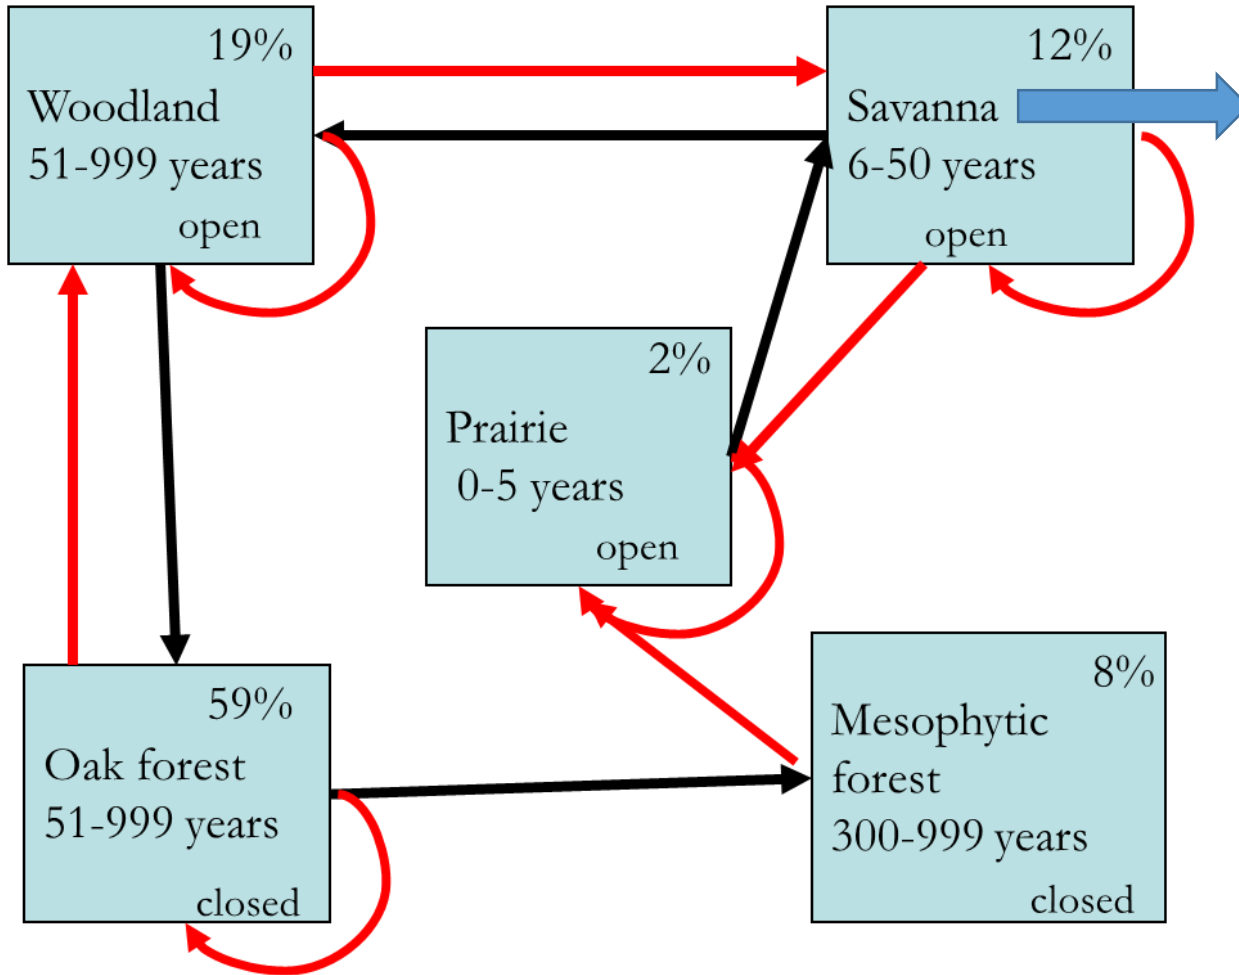 19%
Woodland
51-999 years
open
12%
Savanna
6-50 years
open
2%
Prairie
0-5 years
open
59%
Oak forest
51-999 years
closed
8%
Mesophytic
forest
300-999 years
closed